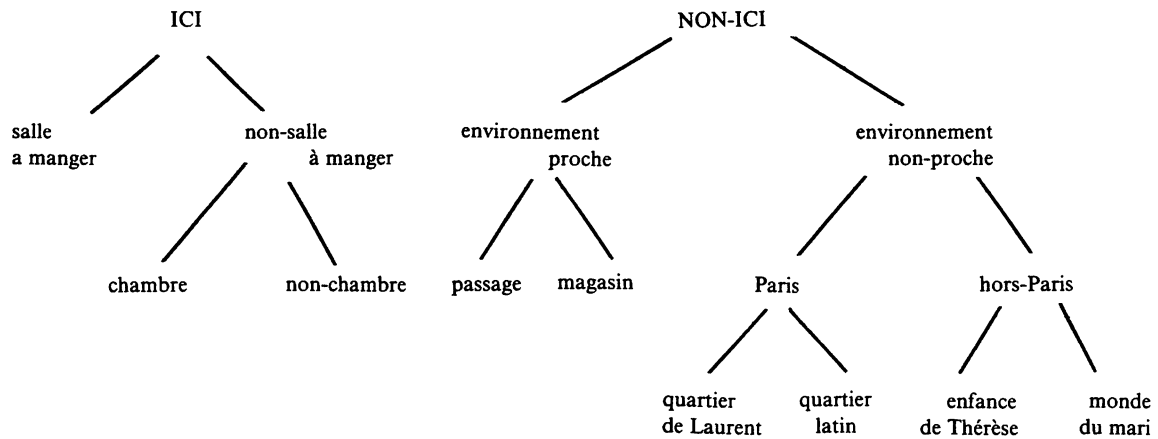 ICI
NON-ICI
salle
a manger
non-salle
à manger
environnement
proche
environnement
non-proche
chambre
non-chambre
passage
magasin
Paris
hors-Paris
quartier
de Laurent
quartier
latin
enfance
de Thérèse
monde
du mari